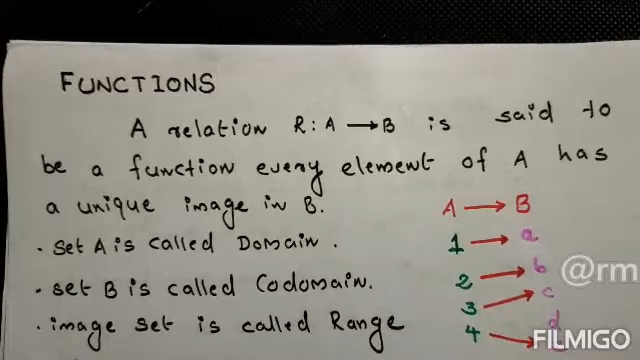 FUNCTIONS
A relation R: A → B is said to
be a function every element of A has
a unique image in B.
A → B
• Set A is called Domain.
1 → a
2 → b
@rm
• set B is called Codomain.
3 → c
• image set is called Range
4 → d
FILMIGO